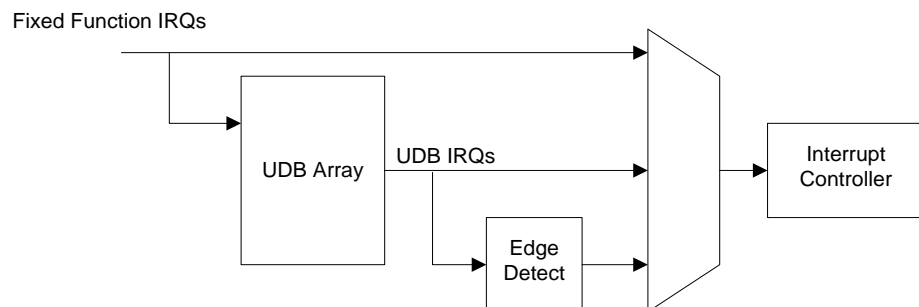 Fixed Function IRQs
UDB Array
UDB IRQs
Edge
Detect
Interrupt
Controller